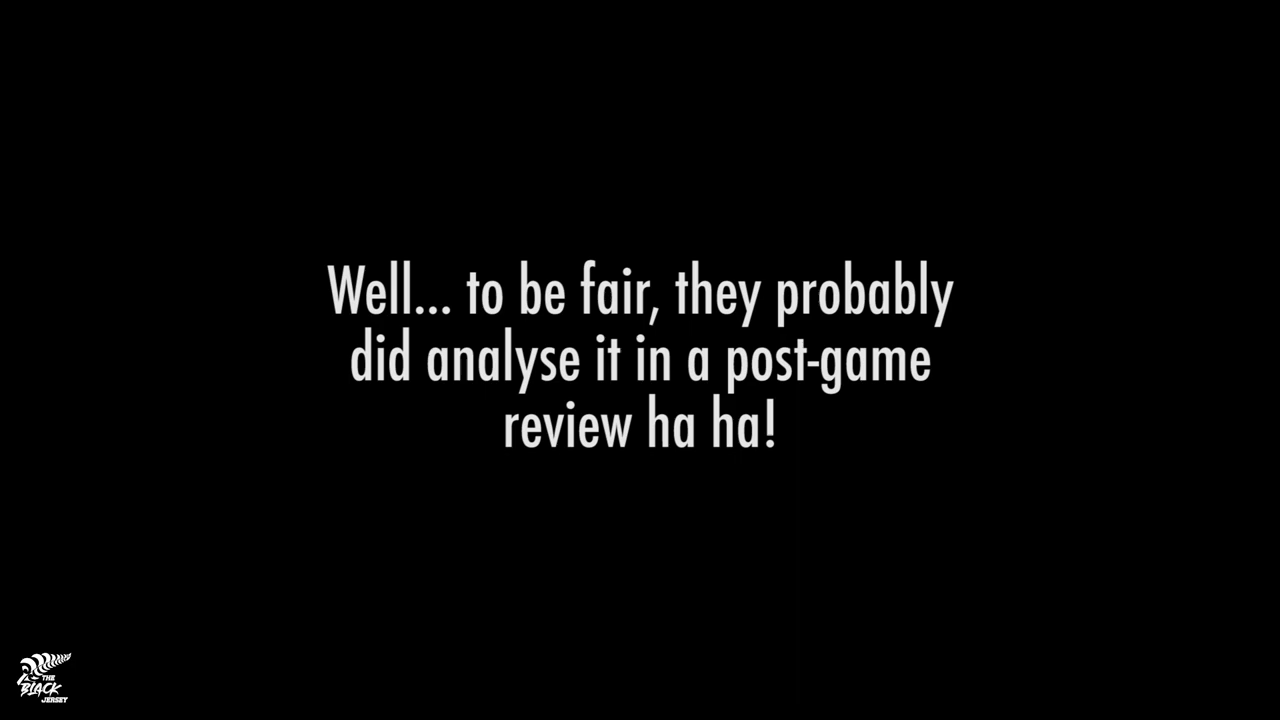 Well... to be fair, they probably
did analyse it in a post-game
review ha ha!
THE
BLACK
JERSEY